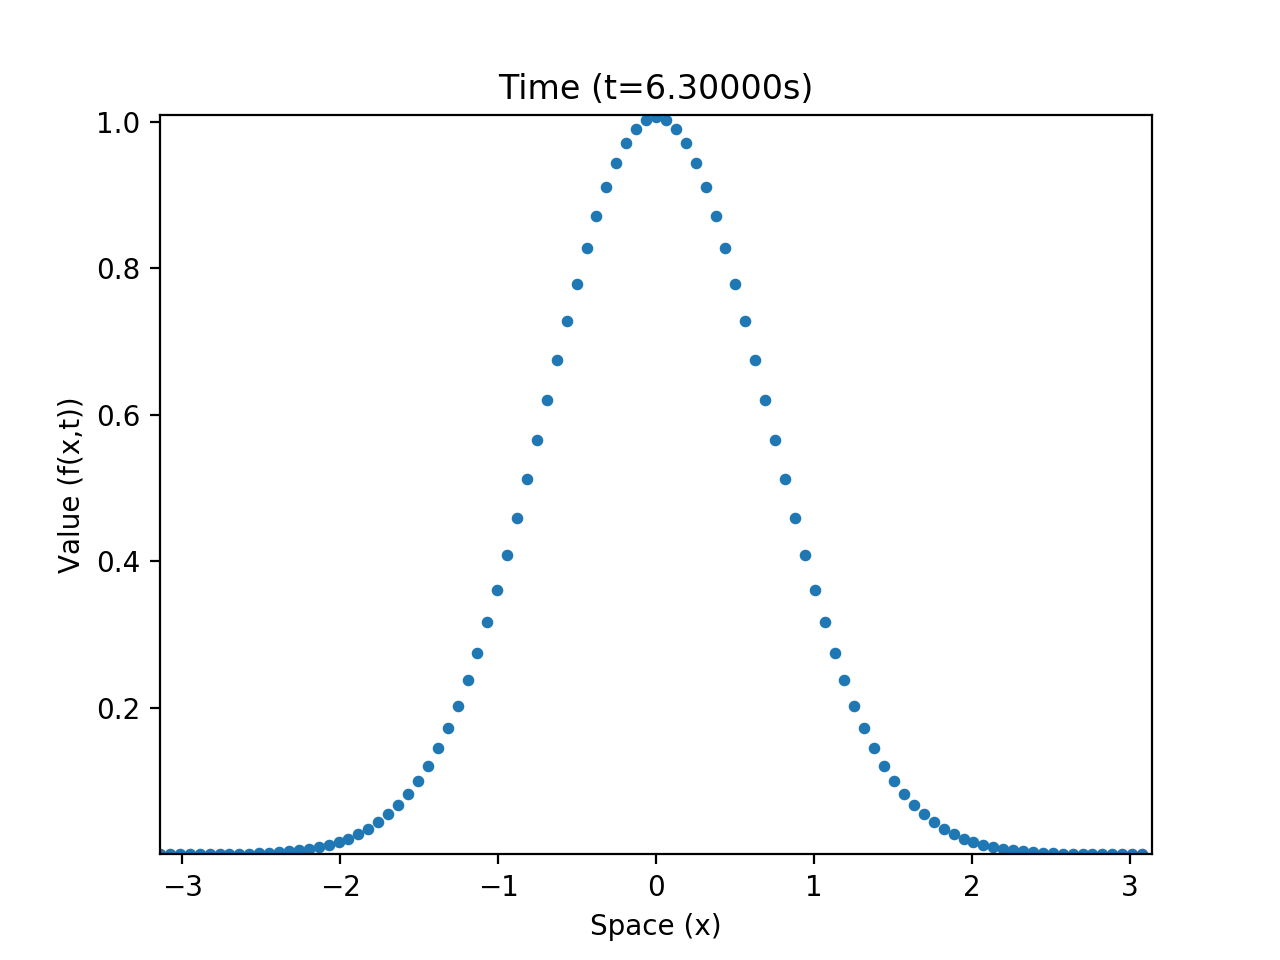 Time (t=6.30000s)
1.0
0.8
0.6
0.4
0.2
Value (f(x,t))
−3 −2 −1 0 1 2 3
Space (x)